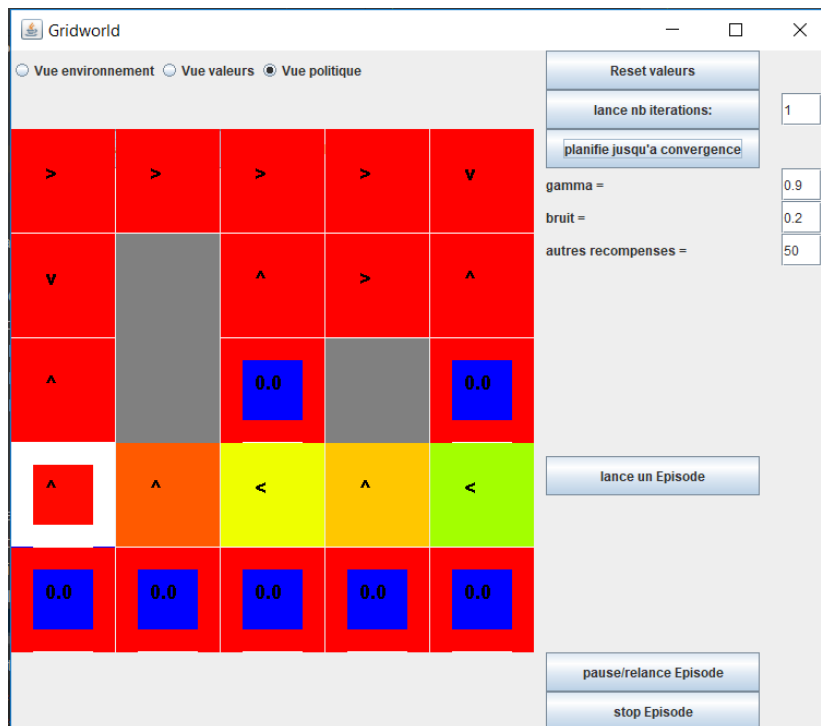 Gridworld
Vue environnement Vue valeurs Vue politique
Reset valeurs
lance nb iterations: 1
planifie jusqu'a convergence
gamma = 0.9
bruit = 0.2
autres recompenses = 50
> > > > v
v ^ > ^
^ 0.0 0.0
^ ^ < ^ <
lance un Episode
0.0 0.0 0.0 0.0 0.0
pause/relance Episode
stop Episode